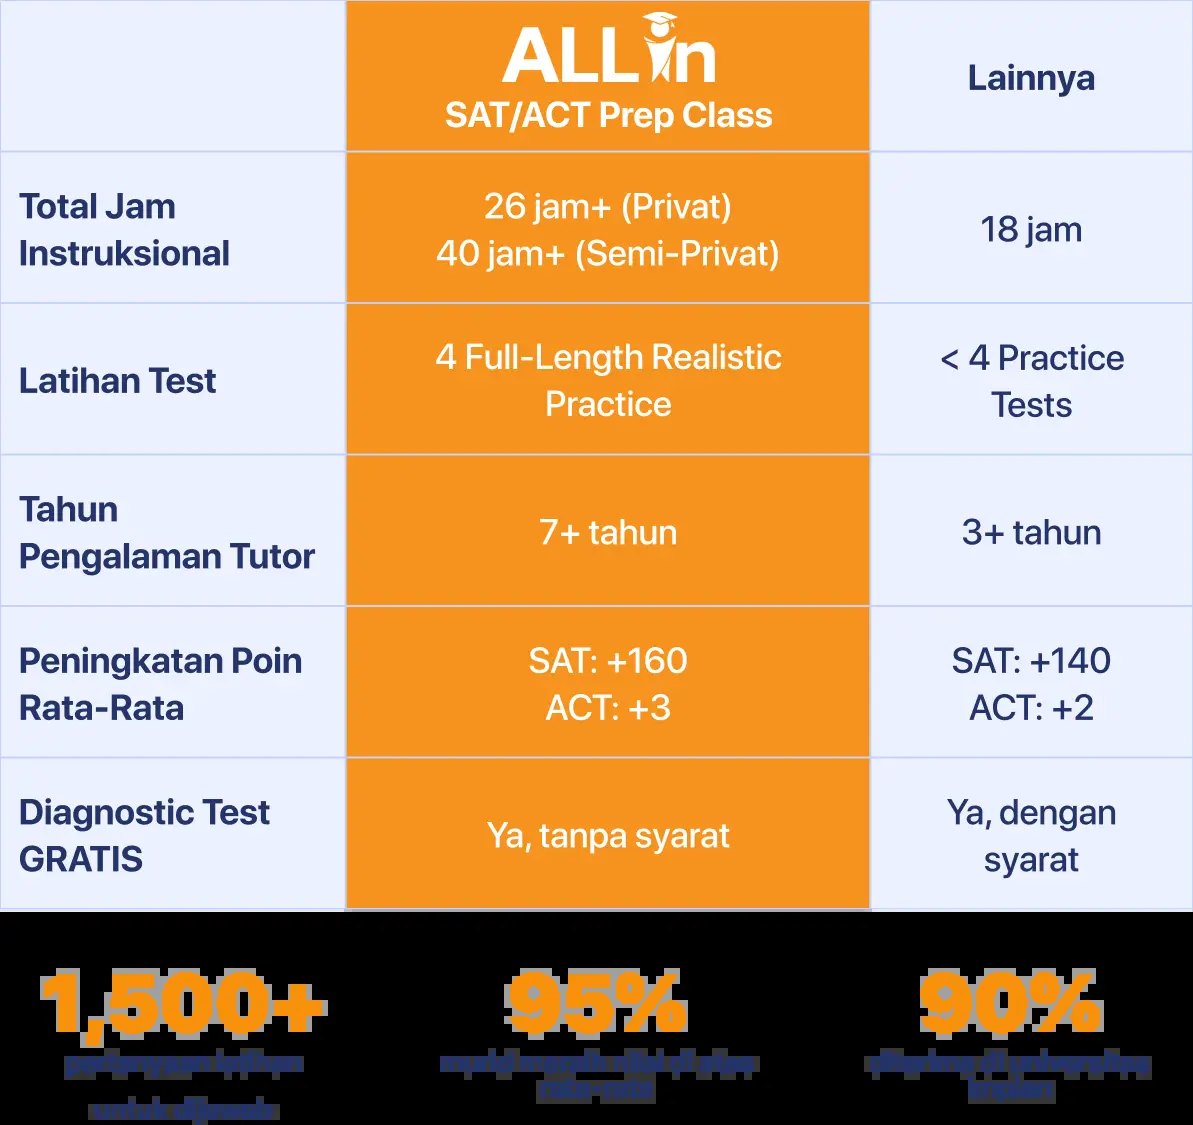 ALL in
SAT/ACT Prep Class
Lainnya
Total Jam
Instruksional
26 jam+ (Privat)
40 jam+ (Semi-Privat)
18 jam
Latihan Test
4 Full-Length Realistic
Practice
< 4 Practice
Tests
Tahun
Pengalaman Tutor
7+ tahun
3+ tahun
Peningkatan Poin
Rata-Rata
SAT: +160
ACT: +3
SAT: +140
ACT: +2
Diagnostic Test
GRATIS
Ya, tanpa syarat
Ya, dengan
syarat
1,500+
pertanyaan latihan
untuk dijawab
95%
murid meraih nilai di atas
rata-rata
90%
diterima di universitas
impian